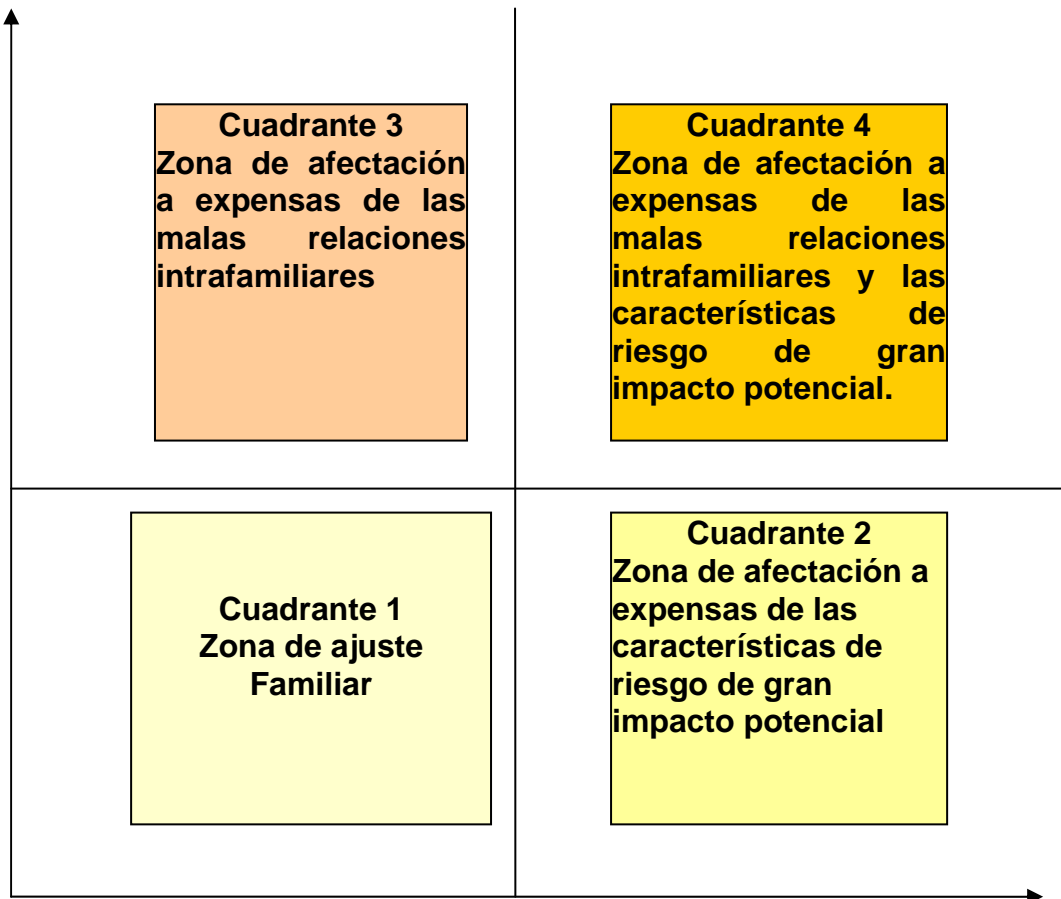 Cuadrante 3
Zona de afectación
a expensas de las
malas relaciones
intrafamiliares
Cuadrante 4
Zona de afectación a
expensas de las
malas relaciones
intrafamiliares y las
características de
riesgo de gran
impacto potencial.
Cuadrante 1
Zona de ajuste
Familiar
Cuadrante 2
Zona de afectación a
expensas de las
características de
riesgo de gran
impacto potencial